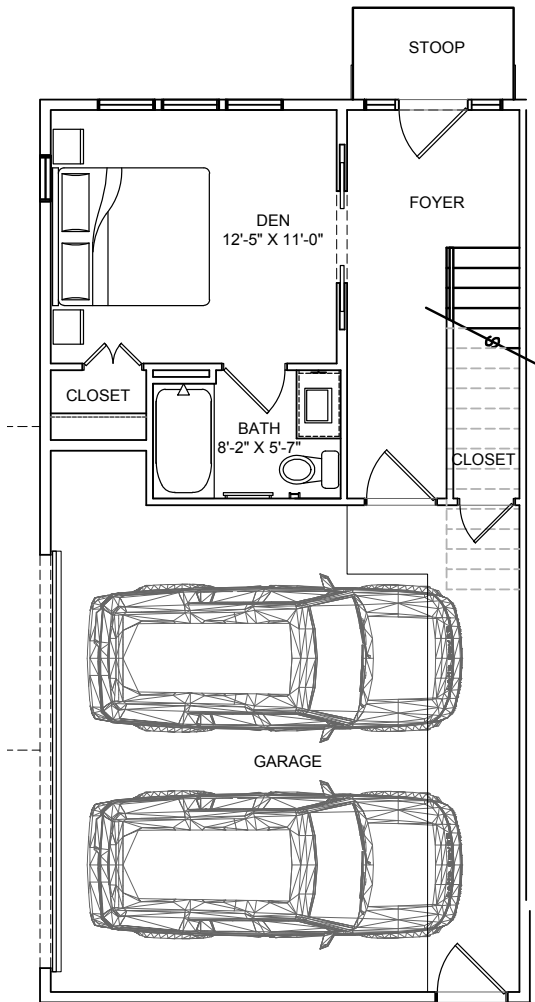 STOOP
DEN
12'-5" X 11'-0"
FOYER
S
CLOSET
BATH
8'-2" X 5'-7"
CLOSET
GARAGE